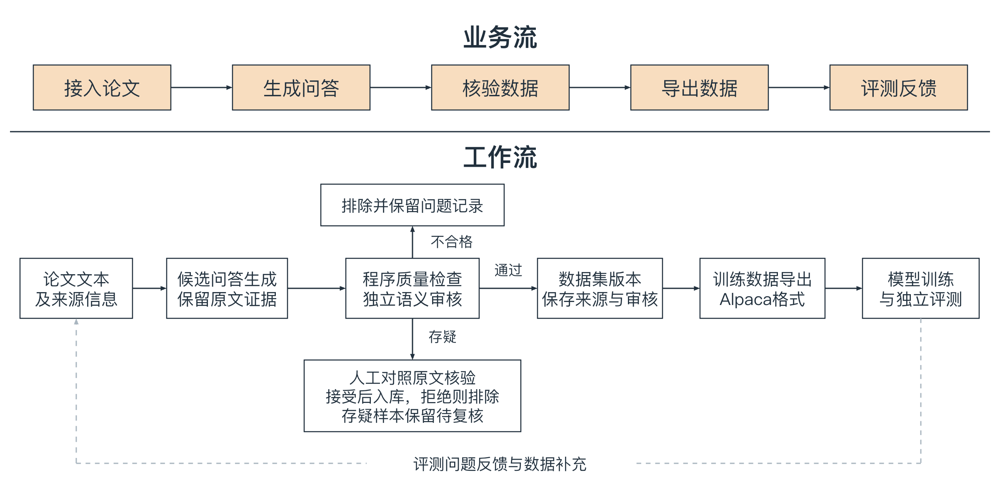 业务流
接入论文
生成问答
核验数据
导出数据
评测反馈
工作流
排除并保留问题记录
不合格
论文文本
及来源信息
候选问答生成
保留原文证据
程序质量检查
独立语义审核
通过
数据集版本
保存来源与审核
训练数据导出
Alpaca格式
模型训练
与独立评测
存疑
人工对照原文核验
接受后入库，拒绝则排除
存疑样本保留待复核
评测问题反馈与数据补充